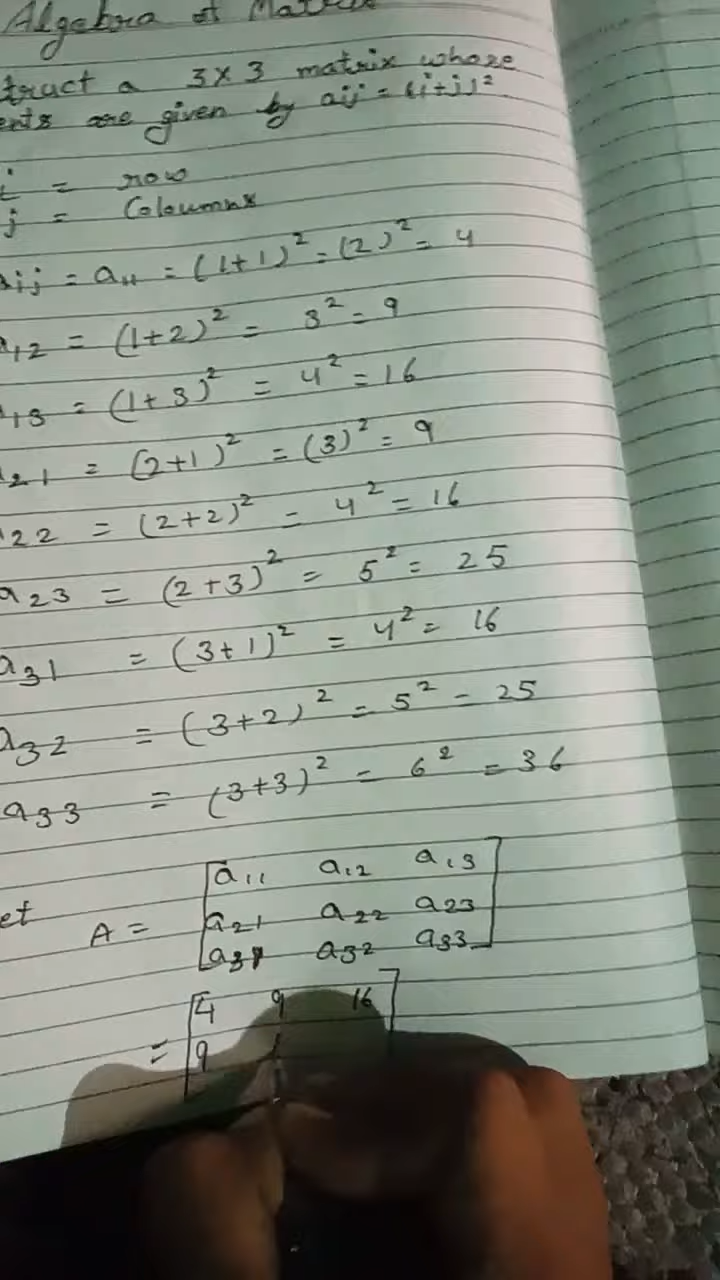 Algebra of Matrix
truct a 3×3 matrix whose
ents are given by aij = (i+j)²
i = row
j = Coloumnx
aij = a11 = (1+1)² = (2)² = 4
a12 = (1+2)² = 3² = 9
a13 = (1+3)² = 4² = 16
a21 = (2+1)² = (3)² = 9
a22 = (2+2)² = 4² = 16
a23 = (2+3)² = 5² = 25
a31 = (3+1)² = 4² = 16
a32 = (3+2)² = 5² = 25
a33 = (3+3)² = 6² = 36
a11 a12 a13
et A = a21 a22 a23
a31 a32 a33
4 9 16
= 9 1